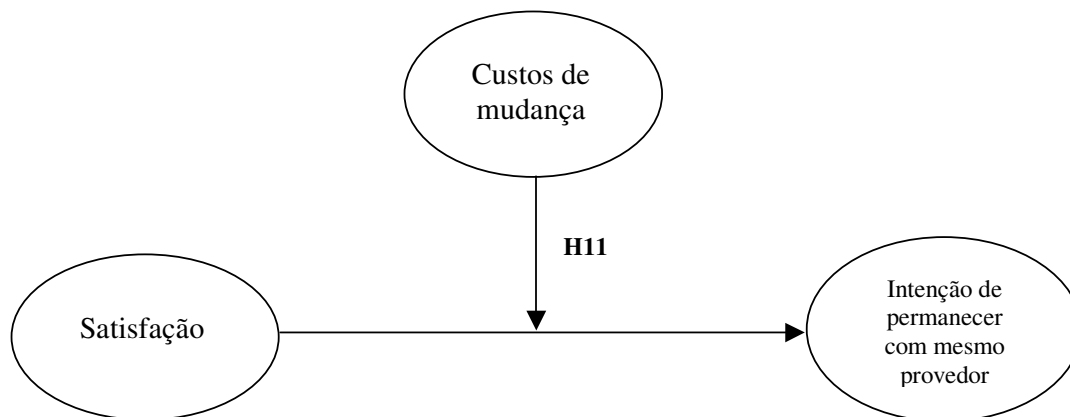 Custos de
mudança
H11
Satisfação
Intenção de
permanecer
com mesmo
provedor